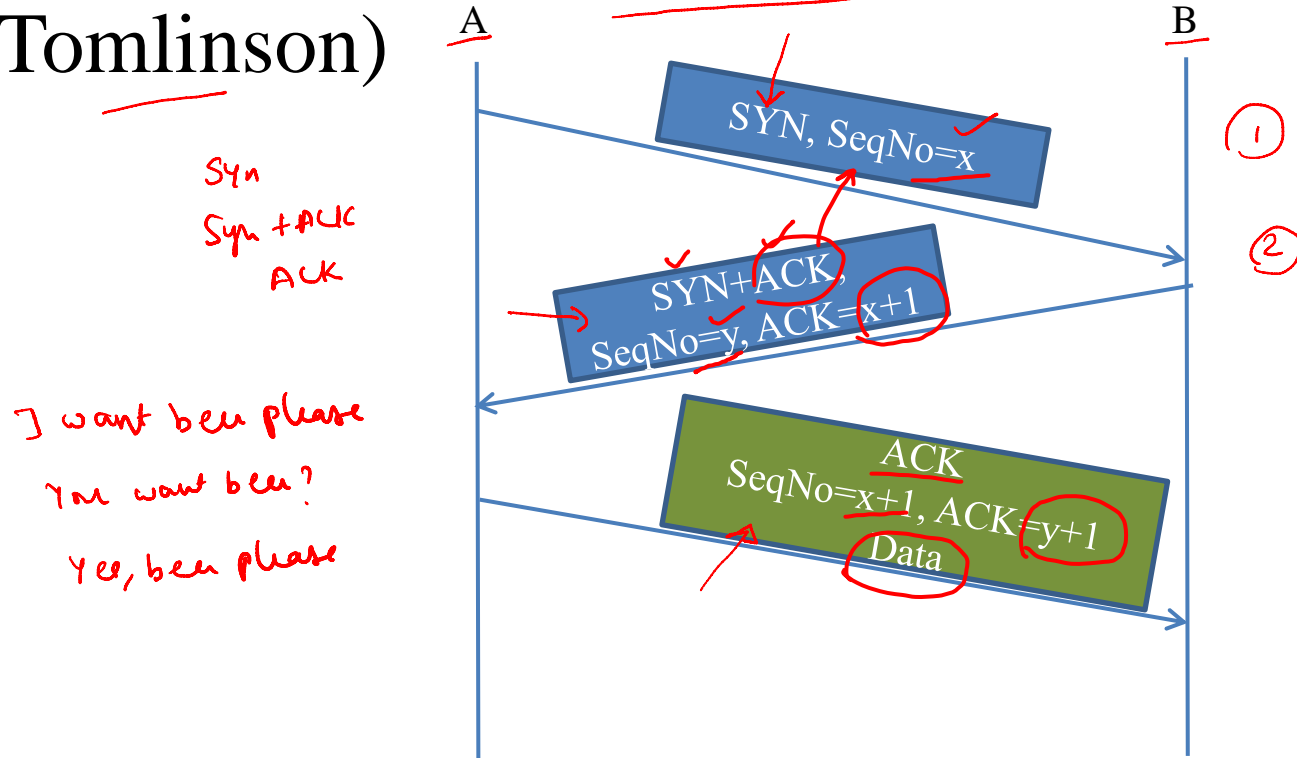 Tomlinson)
A
B
SYN, SeqNo=x
1
Syn
Syn + ACK
ACK
2
SYN+ACK,
SeqNo=y, ACK=x+1
I want beer please
You want beer?
Yes, beer please
ACK
SeqNo=x+1, ACK=y+1
Data